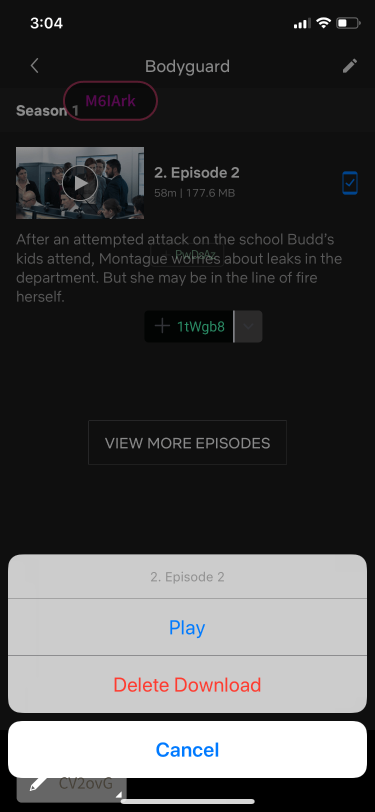 3:04
Bodyguard
M6IArk
Season 1
2. Episode 2
58m | 177.6 MB
After an attempted attack on the school Budd's
kids attend, Montague worries about leaks in the
department. But she may be in the line of fire
herself.
1tWgb8
VIEW MORE EPISODES
2. Episode 2
Play
Delete Download
Cancel
CV2ovG